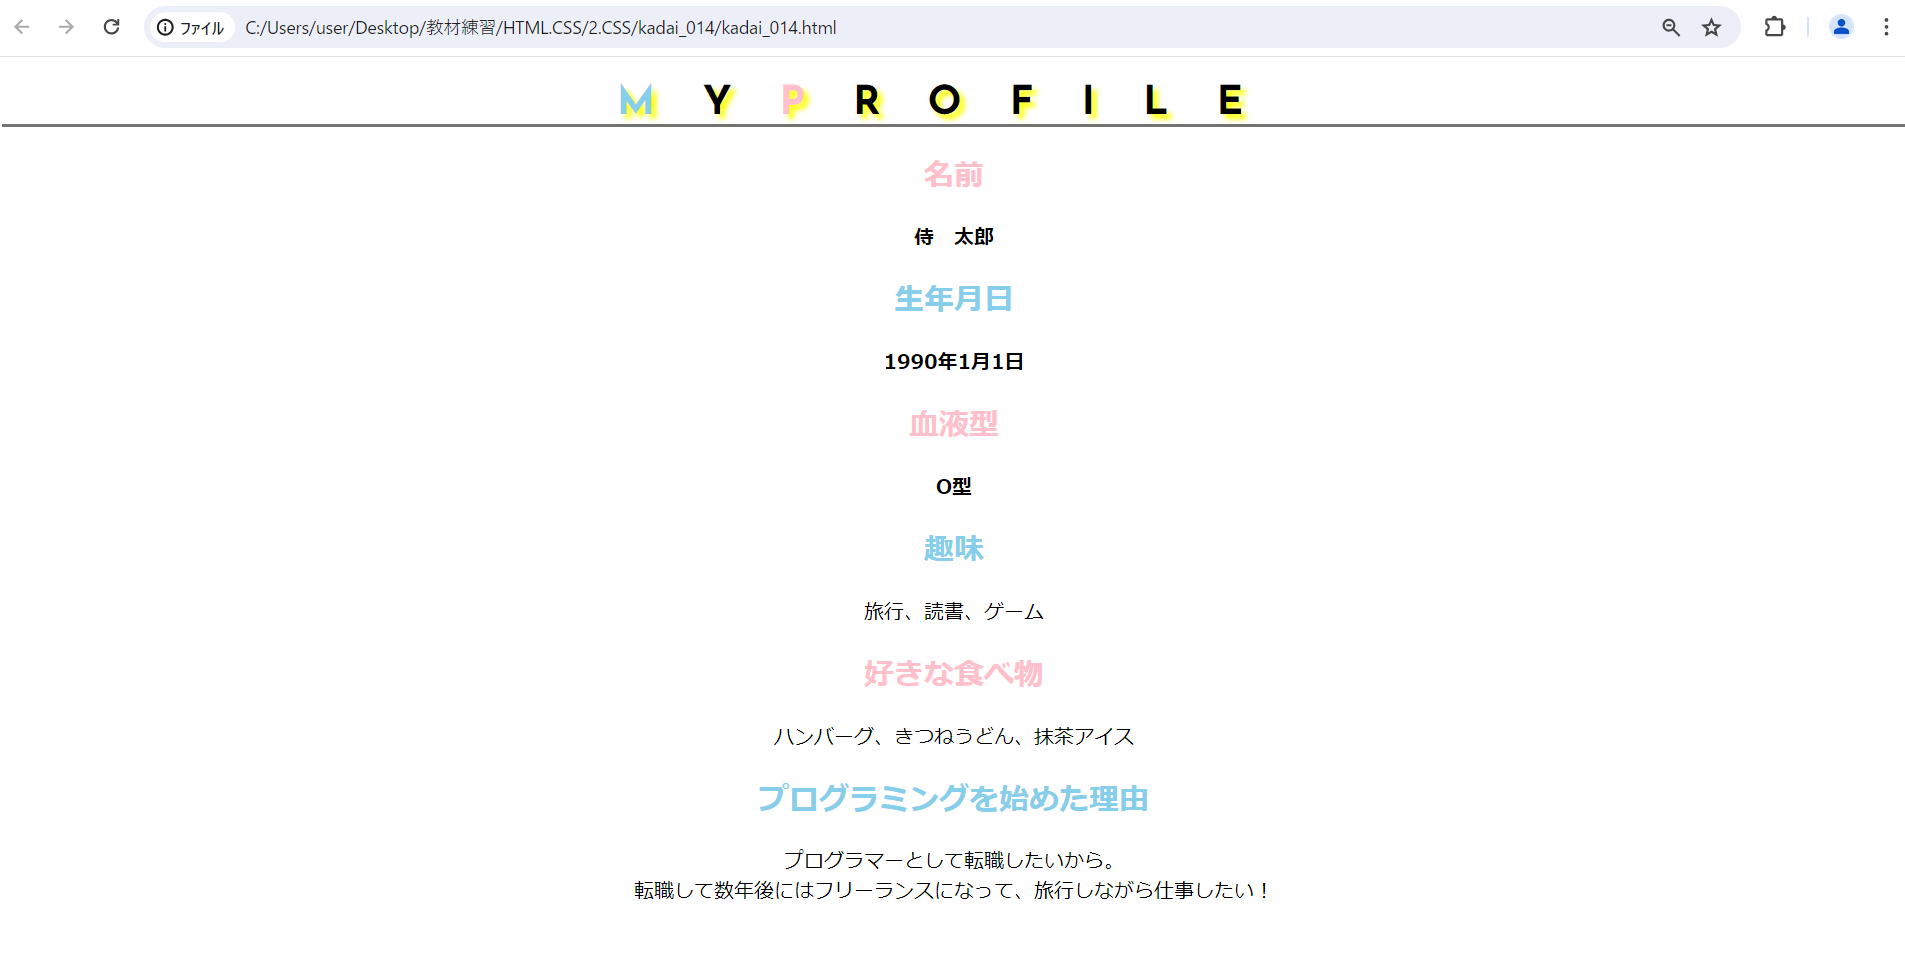 ファイル C:/Users/user/Desktop/教材練習/HTML.CSS/2.CSS/kadai_014/kadai_014.html
M Y P R O F I L E
名前
侍　太郎
生年月日
1990年1月1日
血液型
O型
趣味
旅行、読書、ゲーム
好きな食べ物
ハンバーグ、きつねうどん、抹茶アイス
プログラミングを始めた理由
プログラマーとして転職したいから。
転職して数年後にはフリーランスになって、旅行しながら仕事したい！